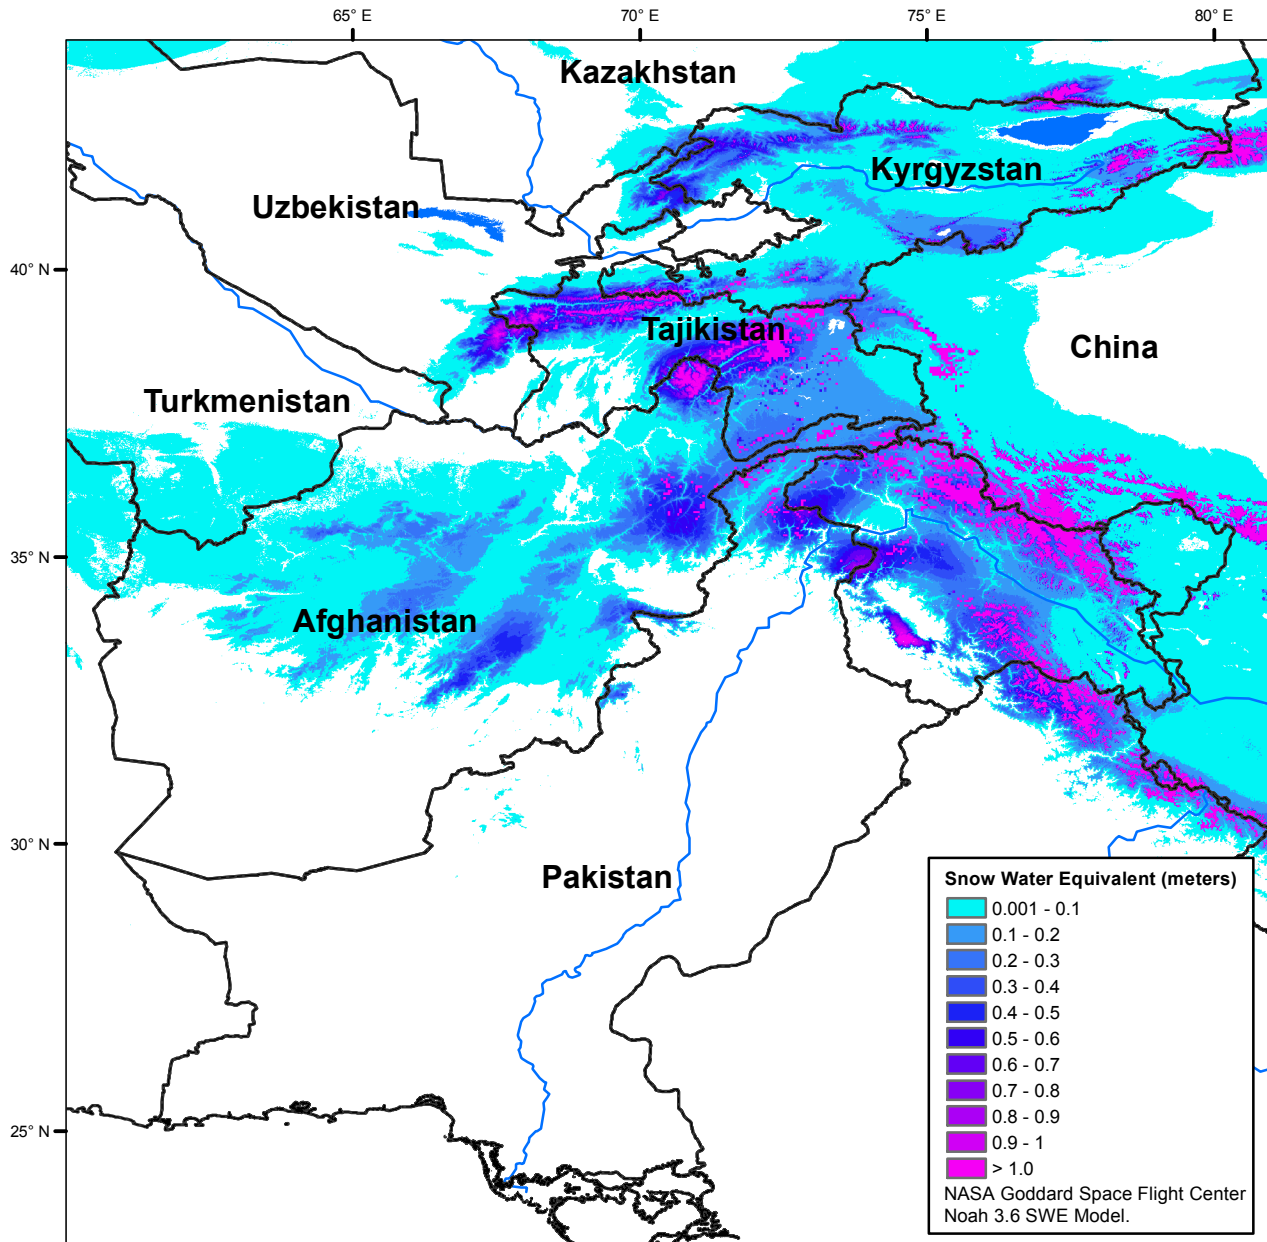 65° E
70° E
75° E
80° E
Kazakhstan
Kyrgyzstan
Uzbekistan
40° N
Tajikistan
China
Turkmenistan
35° N
Afghanistan
30° N
Pakistan
25° N
Snow Water Equivalent (meters)
0.001 - 0.1
0.1 - 0.2
0.2 - 0.3
0.3 - 0.4
0.4 - 0.5
0.5 - 0.6
0.6 - 0.7
0.7 - 0.8
0.8 - 0.9
0.9 - 1
> 1.0
NASA Goddard Space Flight Center
Noah 3.6 SWE Model.